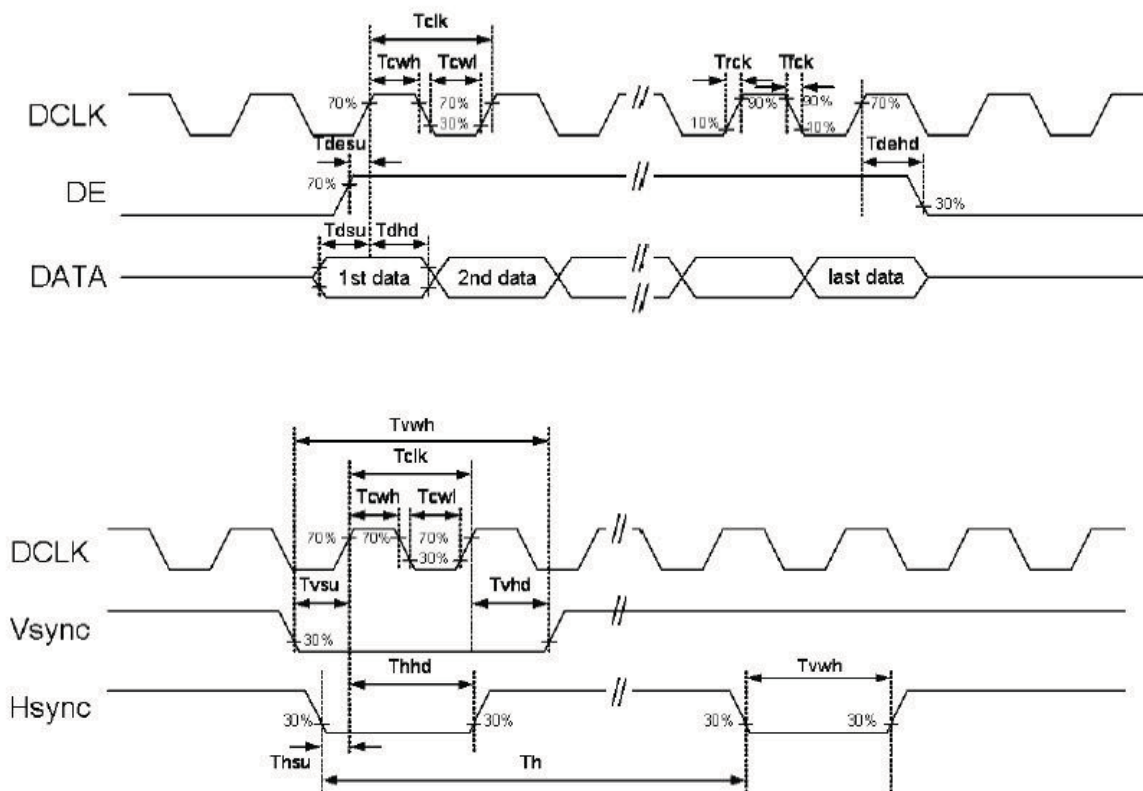 Tclk
Tcwh Tcwl Trck Tfck
DCLK 70% 70% 30% 10% 90% 90% 10% 70%
Tdesu Tdehd
DE 70% 30%
Tdsu Tdhd
DATA 1st data 2nd data last data
Tvwh
Tclk
Tcwh Tcwl
DCLK 70% 70% 70% 30%
Tvsu Tvhd
Vsync 30%
Thhd Tvwh
Hsync 30% 30% 30% 30%
Thsu Th